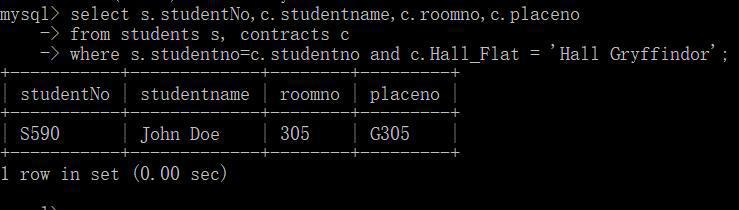 mysql> select s.studentNo,c.studentname,c.roomno,c.placeno
    -> from students s, contracts c
    -> where s.studentno=c.studentno and c.Hall_Flat = 'Hall Gryffindor';
+-----------+-------------+--------+---------+
| studentNo | studentname | roomno | placeno |
+-----------+-------------+--------+---------+
| S590      | John Doe    | 305    | G305    |
+-----------+-------------+--------+---------+
1 row in set (0.00 sec)